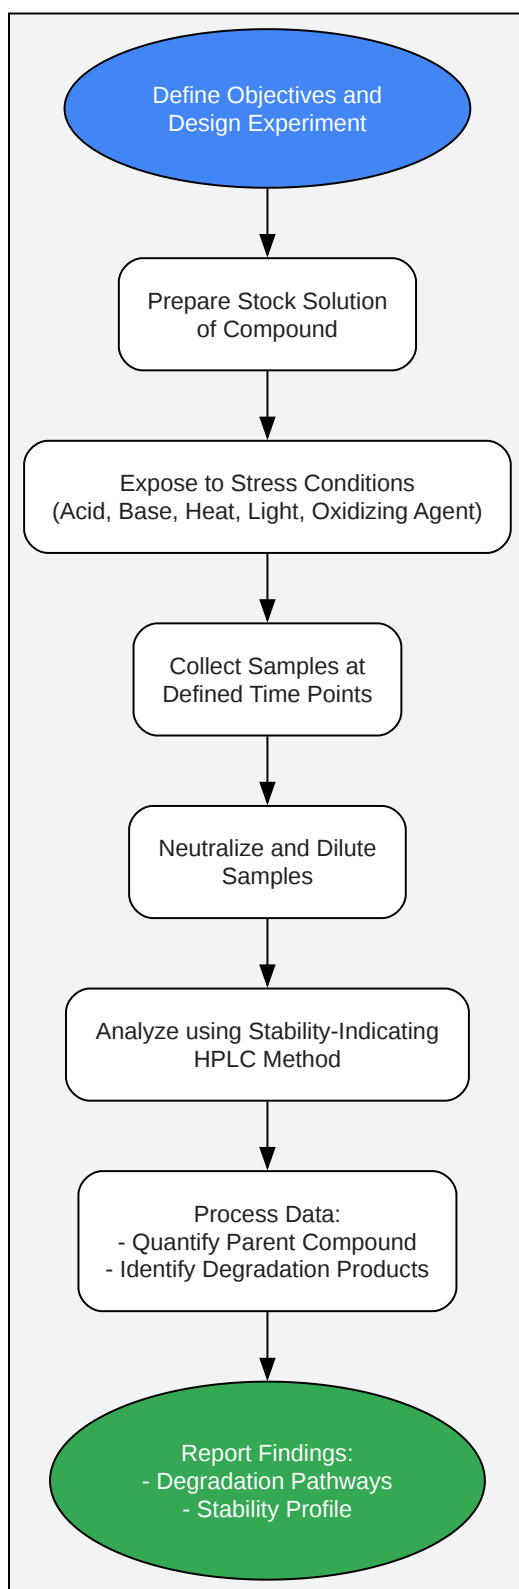 Define Objectives and
Design Experiment
Prepare Stock Solution
of Compound
Expose to Stress Conditions
(Acid, Base, Heat, Light, Oxidizing Agent)
Collect Samples at
Defined Time Points
Neutralize and Dilute
Samples
Analyze using Stability-Indicating
HPLC Method
Process Data:
- Quantify Parent Compound
- Identify Degradation Products
Report Findings:
- Degradation Pathways
- Stability Profile